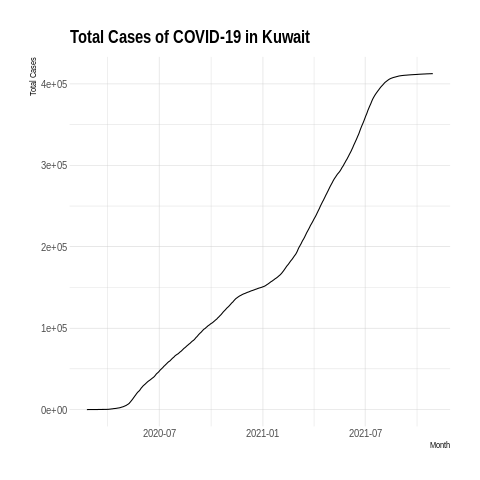 Total Cases of COVID-19 in Kuwait
Total Cases
4e+05
3e+05
2e+05
1e+05
0e+00
2020-07 2021-01 2021-07
Month